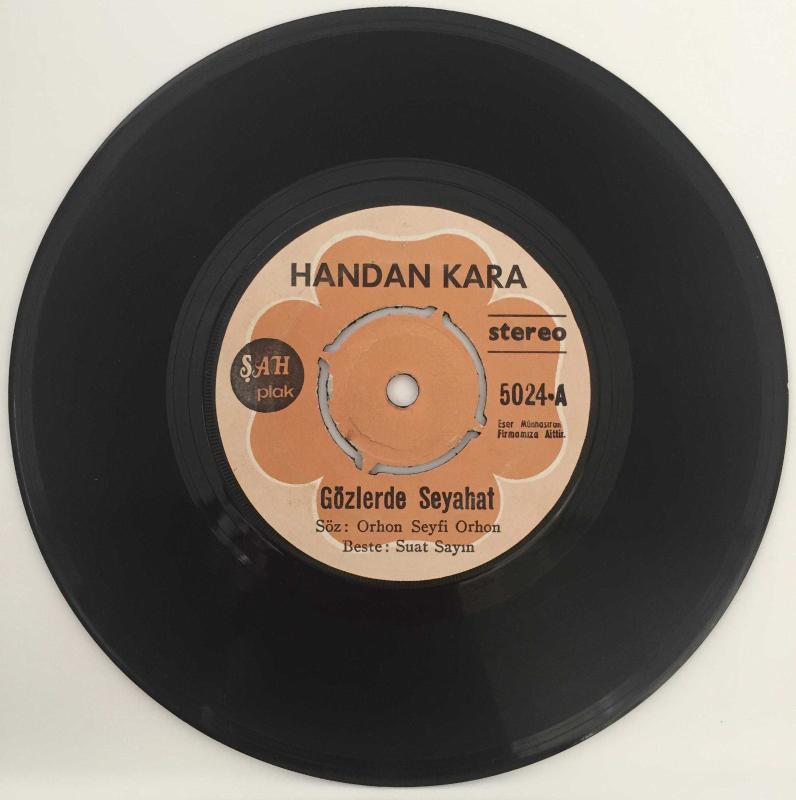 HANDAN KARA
stereo
ŞAH
plak
5024-A
Eser Münhasıran
Firmamıza Aittir.
Gözlerde Seyahat
Söz: Orhon Seyfi Orhon
Beste: Suat Sayın